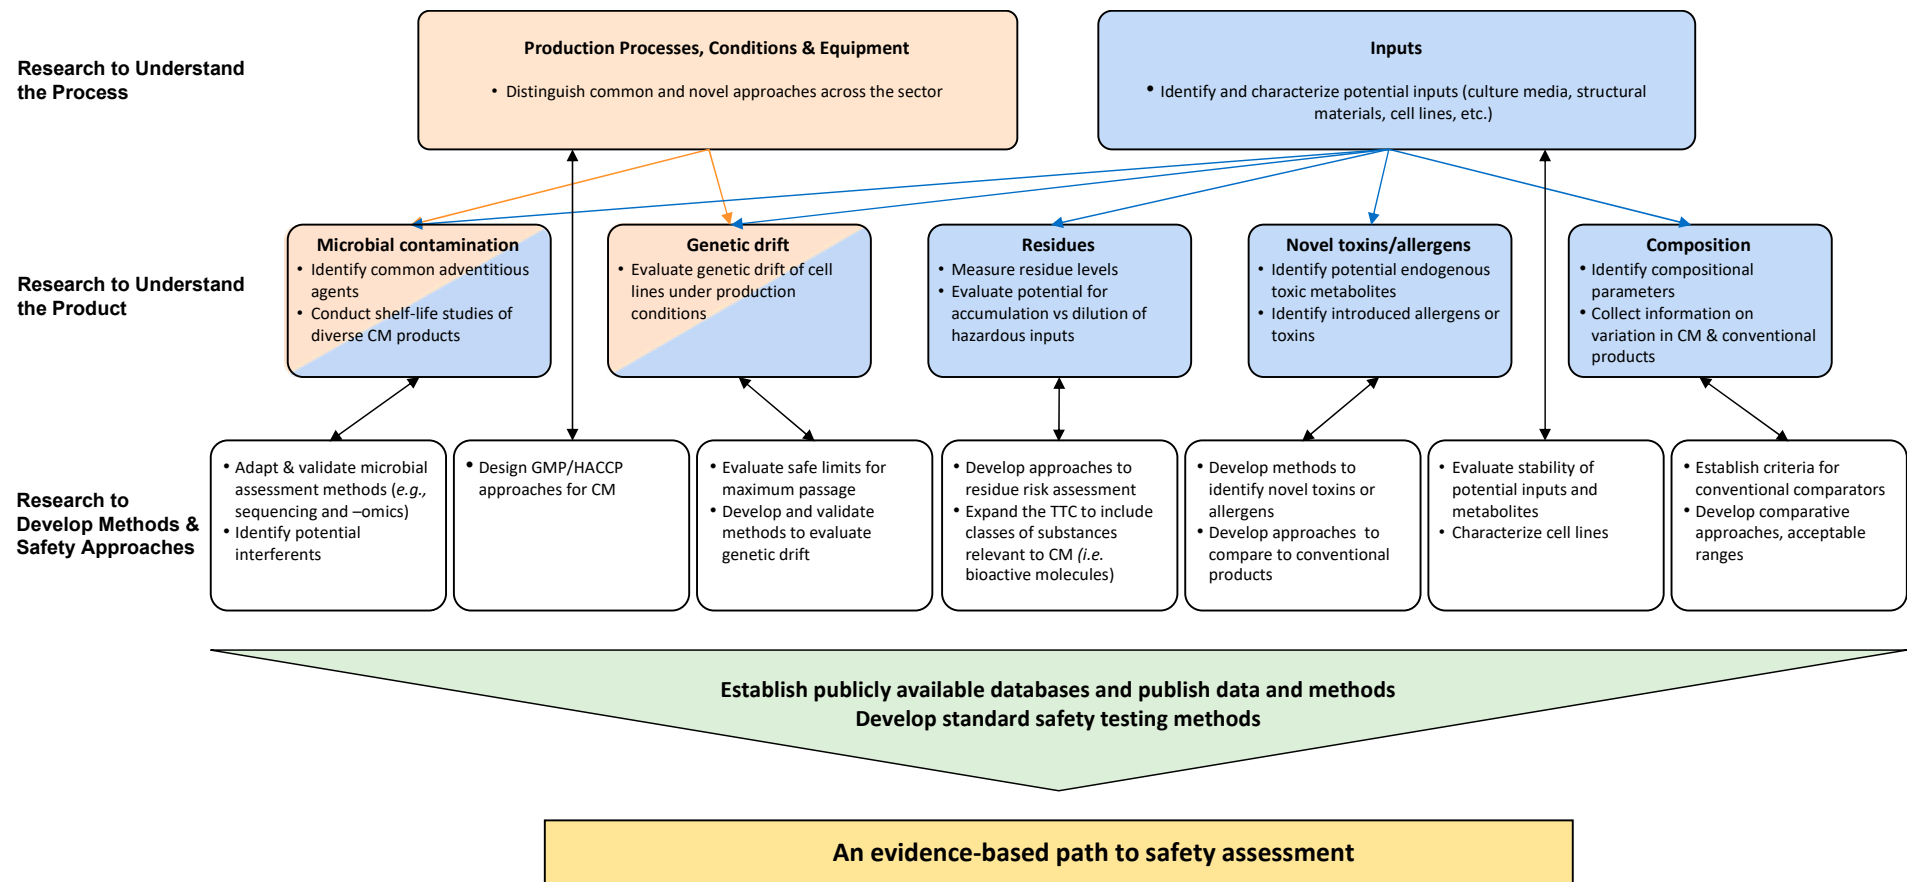 Research to Understand
the Process
Production Processes, Conditions & Equipment
• Distinguish common and novel approaches across the sector
Inputs
• Identify and characterize potential inputs (culture media, structural
materials, cell lines, etc.)
Research to Understand
the Product
Microbial contamination
• Identify common adventitious
agents
• Conduct shelf-life studies of
diverse CM products
Genetic drift
• Evaluate genetic drift of cell
lines under production
conditions
Residues
• Measure residue levels
• Evaluate potential for
accumulation vs dilution of
hazardous inputs
Novel toxins/allergens
• Identify potential endogenous
toxic metabolites
• Identify introduced allergens or
toxins
Composition
• Identify compositional
parameters
• Collect information on
variation in CM & conventional
products
Research to
Develop Methods &
Safety Approaches
• Adapt & validate microbial
assessment methods (e.g.,
sequencing and –omics)
• Identify potential
interferents
• Design GMP/HACCP
approaches for CM
• Evaluate safe limits for
maximum passage
• Develop and validate
methods to evaluate
genetic drift
• Develop approaches to
residue risk assessment
• Expand the TTC to include
classes of substances
relevant to CM (i.e.
bioactive molecules)
• Develop methods to
identify novel toxins or
allergens
• Develop approaches to
compare to conventional
products
• Evaluate stability of
potential inputs and
metabolites
• Characterize cell lines
• Establish criteria for
conventional comparators
• Develop comparative
approaches, acceptable
ranges
Establish publicly available databases and publish data and methods
Develop standard safety testing methods
An evidence-based path to safety assessment